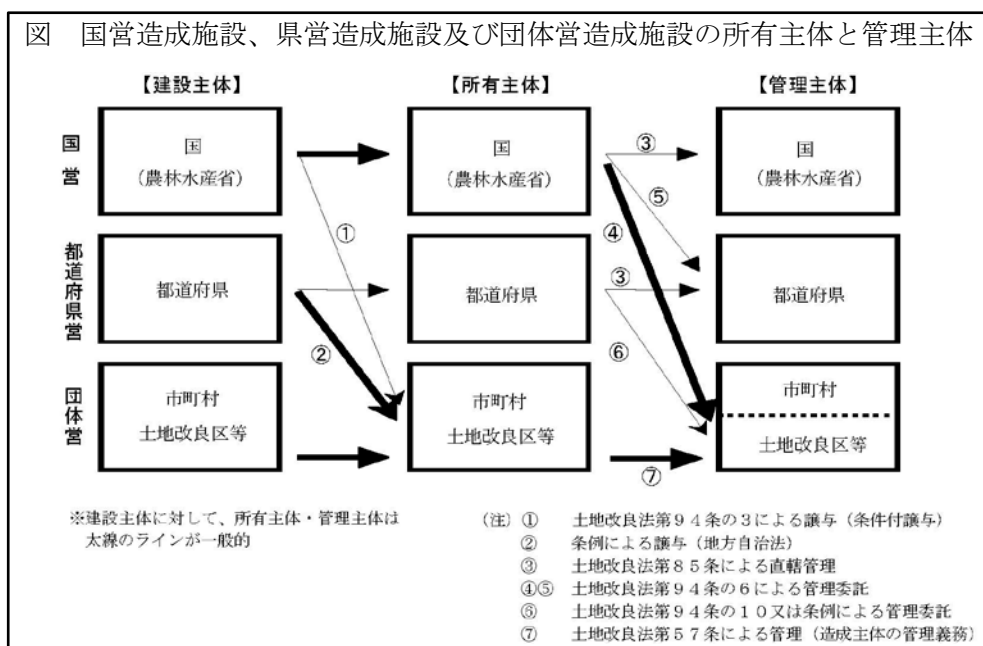 図 国営造成施設、県営造成施設及び団体営造成施設の所有主体と管理主体
【建設主体】 【所有主体】 【管理主体】
国営
国
(農林水産省)
国
(農林水産省)
国
(農林水産省)
③
⑤
①
④
都道府県営
都道府県
都道府県
都道府県
③
②
⑥
団体営
市町村
土地改良区等
市町村
土地改良区等
市町村
土地改良区等
⑦
※建設主体に対して、所有主体・管理主体は
太線のラインが一般的
(注) ① 土地改良法第94条の3による譲与(条件付譲与)
② 条例による譲与(地方自治法)
③ 土地改良法第85条による直轄管理
④⑤ 土地改良法第94条の6による管理委託
⑥ 土地改良法第94条の10又は条例による管理委託
⑦ 土地改良法第57条による管理(造成主体の管理義務)